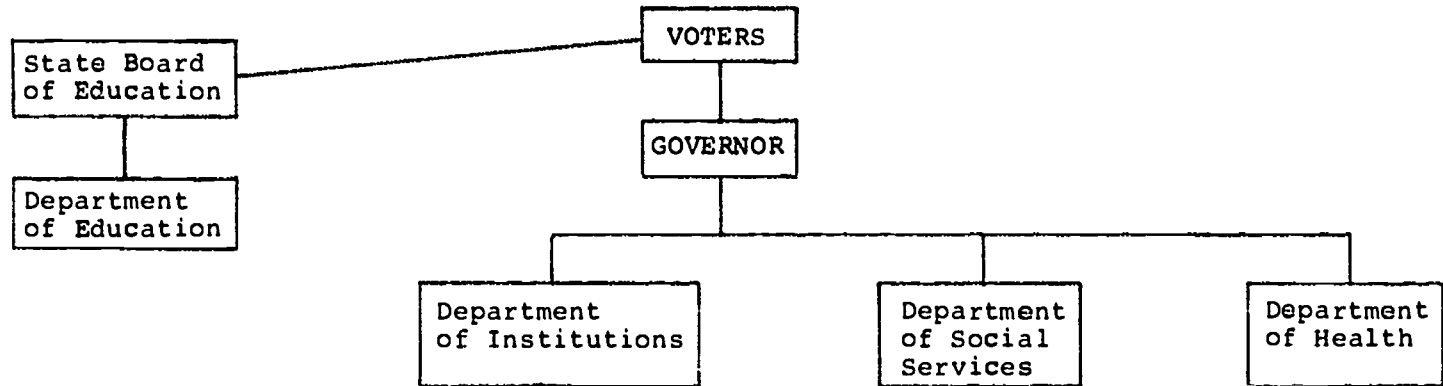 VOTERS
State Board
of Education
GOVERNOR
Department
of Education
Department
of Institutions
Department
of Social
Services
Department
of Health